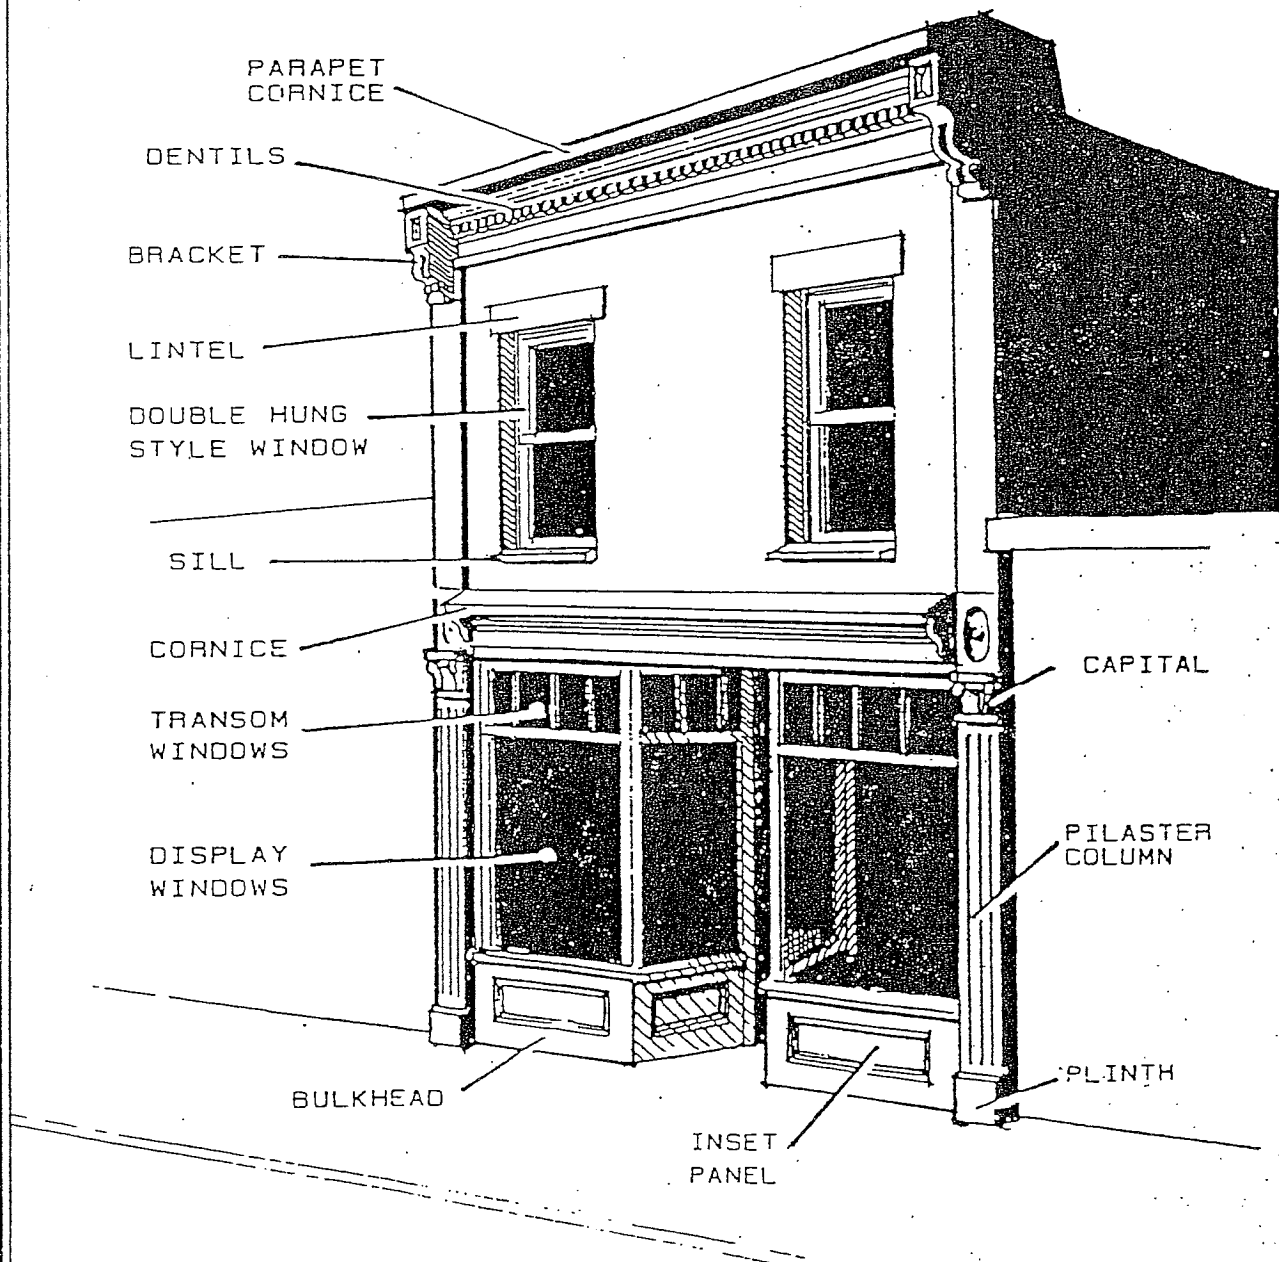 PARAPET
CORNICE
DENTILS
BRACKET
LINTEL
DOUBLE HUNG
STYLE WINDOW
SILL
CORNICE
CAPITAL
TRANSOM
WINDOWS
PILASTER
COLUMN
DISPLAY
WINDOWS
PLINTH
BULKHEAD
INSET
PANEL